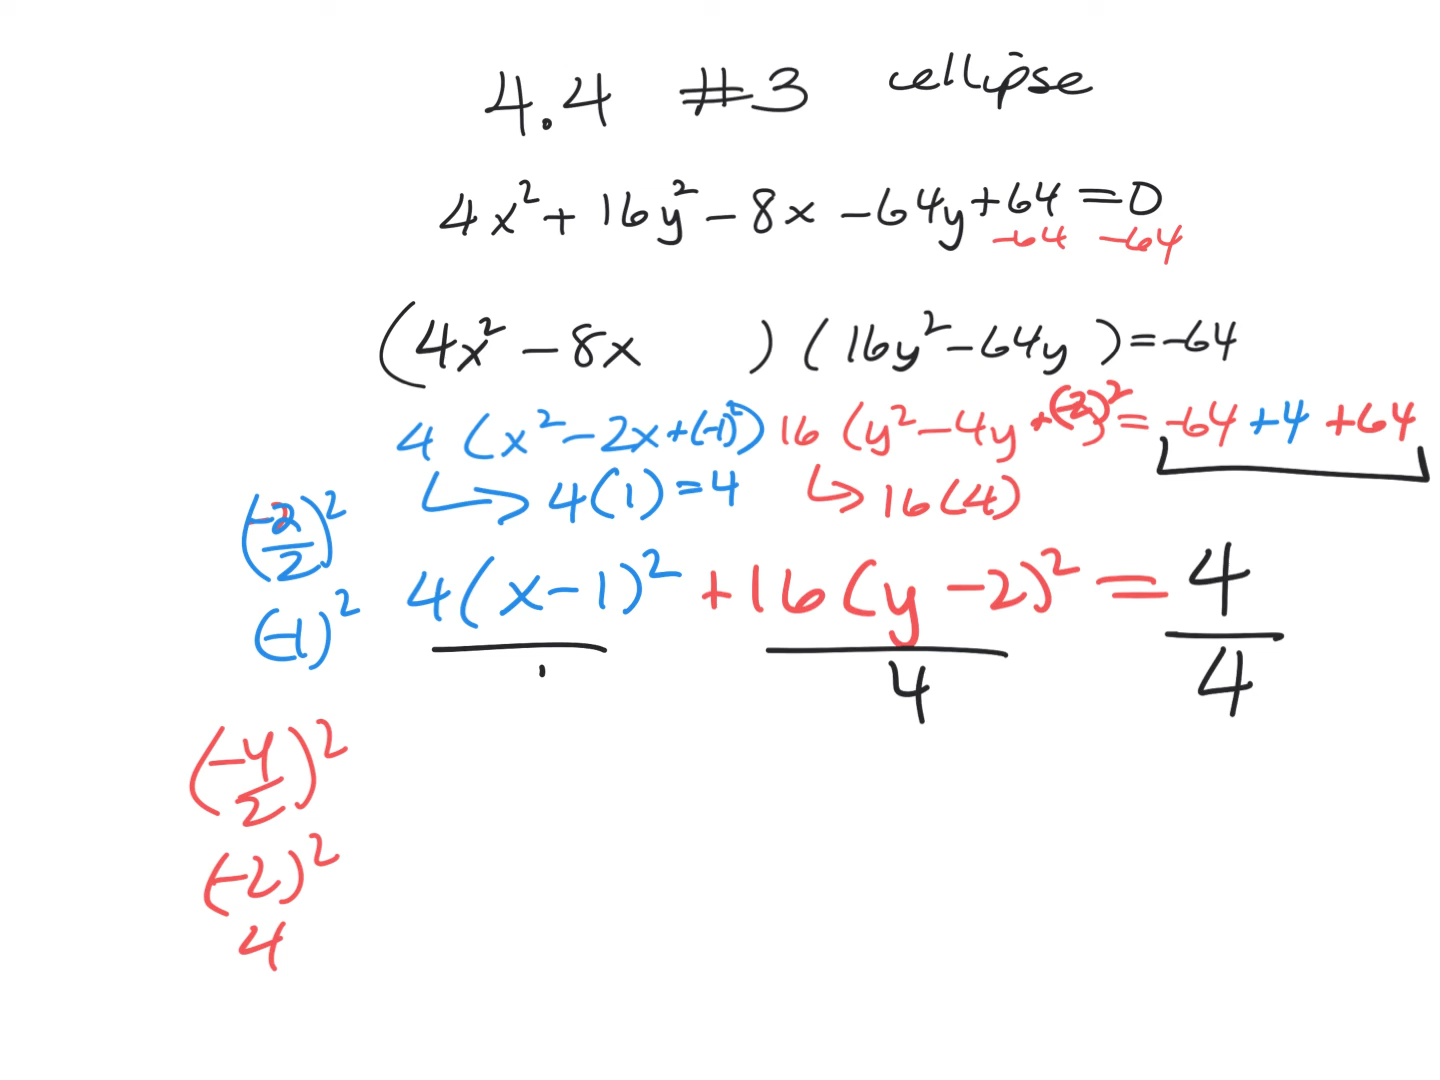 4.4 #3 ellipse
4x² + 16y² - 8x - 64y + 64 = 0
-64 -64
(4x² - 8x ) (16y² - 64y ) = -64
4 (x² - 2x + (-1)²) 16 (y² - 4y + (-2)² = -64 + 4 + 64
↳ 4(1) = 4 ↳ 16(4)
(-2/2)²
4(x - 1)² + 16(y - 2)² = 4
(-1)²
4 4
(-4/2)²
(-2)²
4